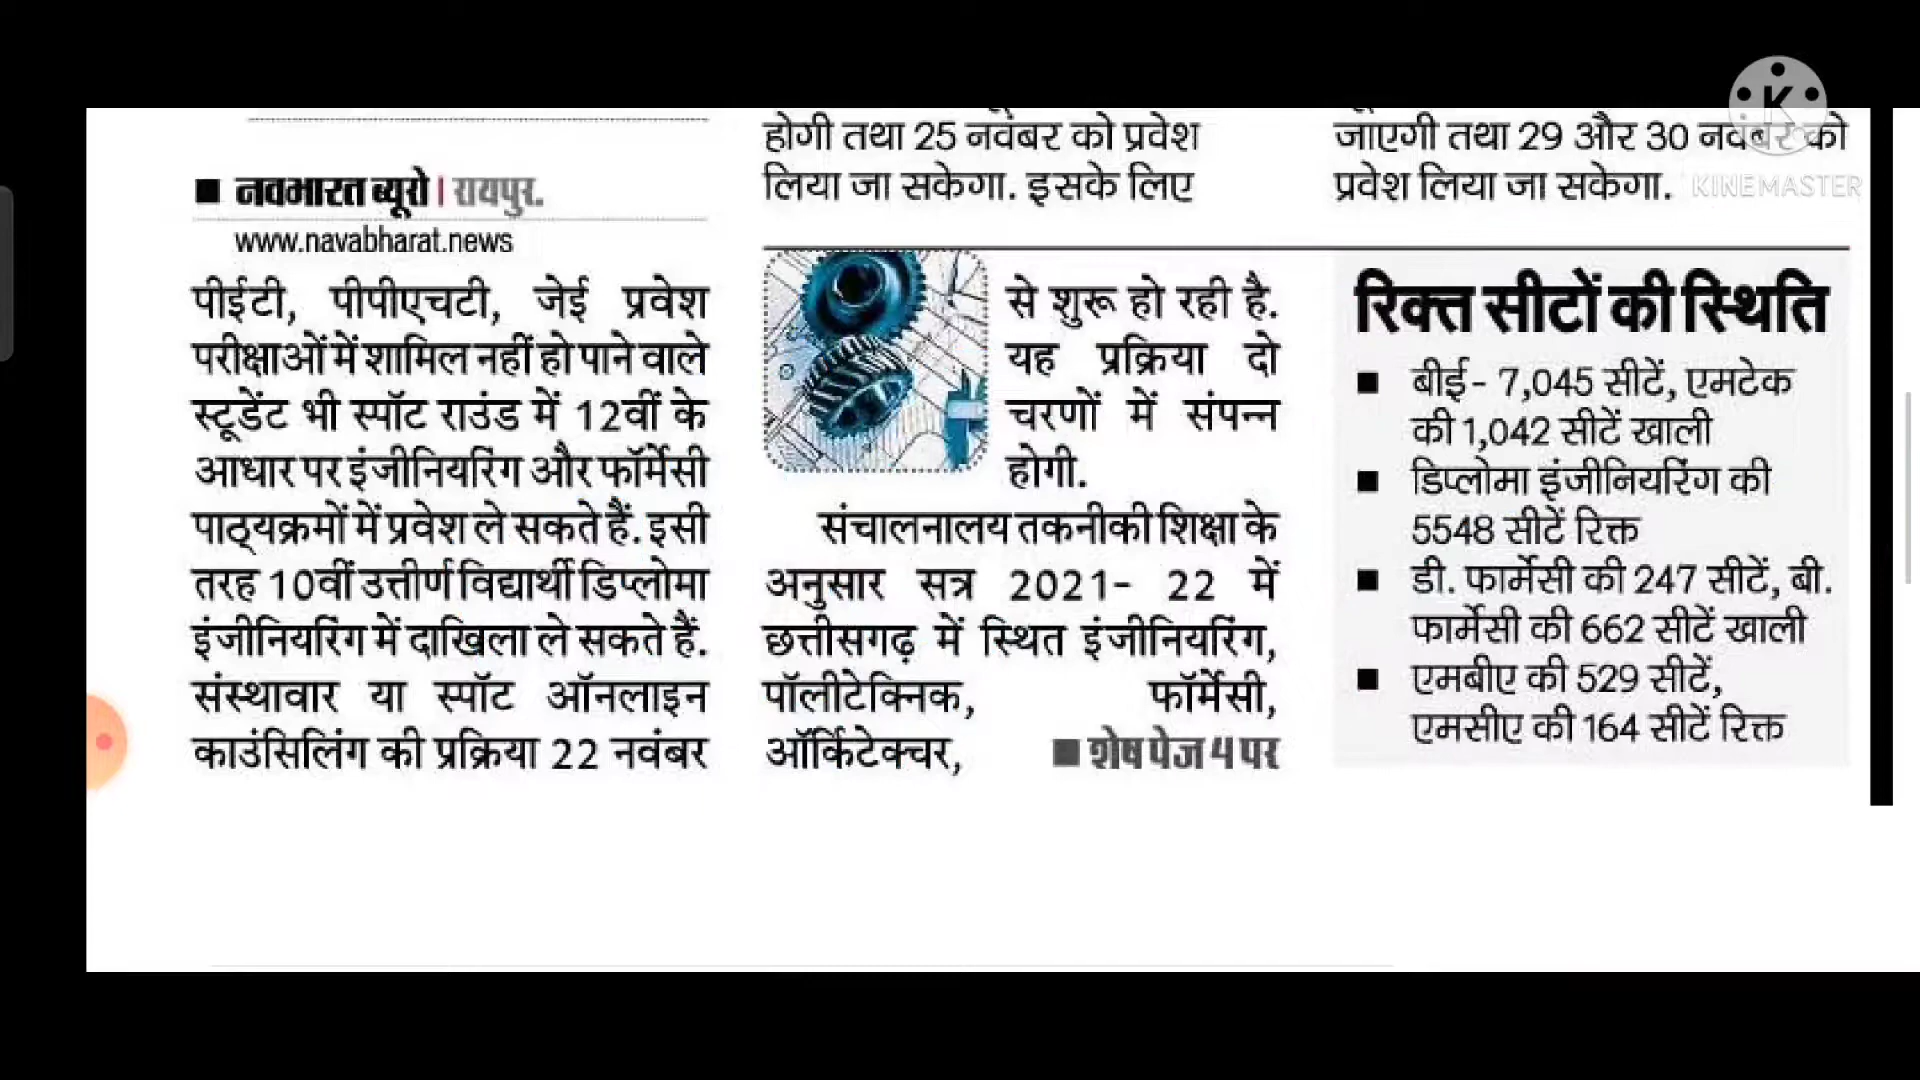 होगी तथा 25 नवंबर को प्रवेश
लिया जा सकेगा. इसके लिए
जाएगी तथा 29 और 30 नवंबर को
प्रवेश लिया जा सकेगा.
KINEMASTER
■ नवभारत ब्यूरो | रायपुर.
www.navabharat.news
पीईटी, पीपीएचटी, जेई प्रवेश
परीक्षाओं में शामिल नहीं हो पाने वाले
स्टूडेंट भी स्पॉट राउंड में 12वीं के
आधार पर इंजीनियरिंग और फॉर्मेसी
पाठ्यक्रमों में प्रवेश ले सकते हैं. इसी
तरह 10वीं उत्तीर्ण विद्यार्थी डिप्लोमा
इंजीनियरिंग में दाखिला ले सकते हैं.
संस्थावार या स्पॉट ऑनलाइन
काउंसिलिंग की प्रक्रिया 22 नवंबर
से शुरू हो रही है.
यह प्रक्रिया दो
चरणों में संपन्न
होगी.
संचालनालय तकनीकी शिक्षा के
अनुसार सत्र 2021- 22 में
छत्तीसगढ़ में स्थित इंजीनियरिंग,
पॉलीटेक्निक, फॉर्मेसी,
ऑर्किटेक्चर, ■ शेष पेज 4 पर
रिक्त सीटों की स्थिति
■ बीई- 7,045 सीटें, एमटेक
की 1,042 सीटें खाली
■ डिप्लोमा इंजीनियरिंग की
5548 सीटें रिक्त
■ डी. फार्मेसी की 247 सीटें, बी.
फार्मेसी की 662 सीटें खाली
■ एमबीए की 529 सीटें,
एमसीए की 164 सीटें रिक्त